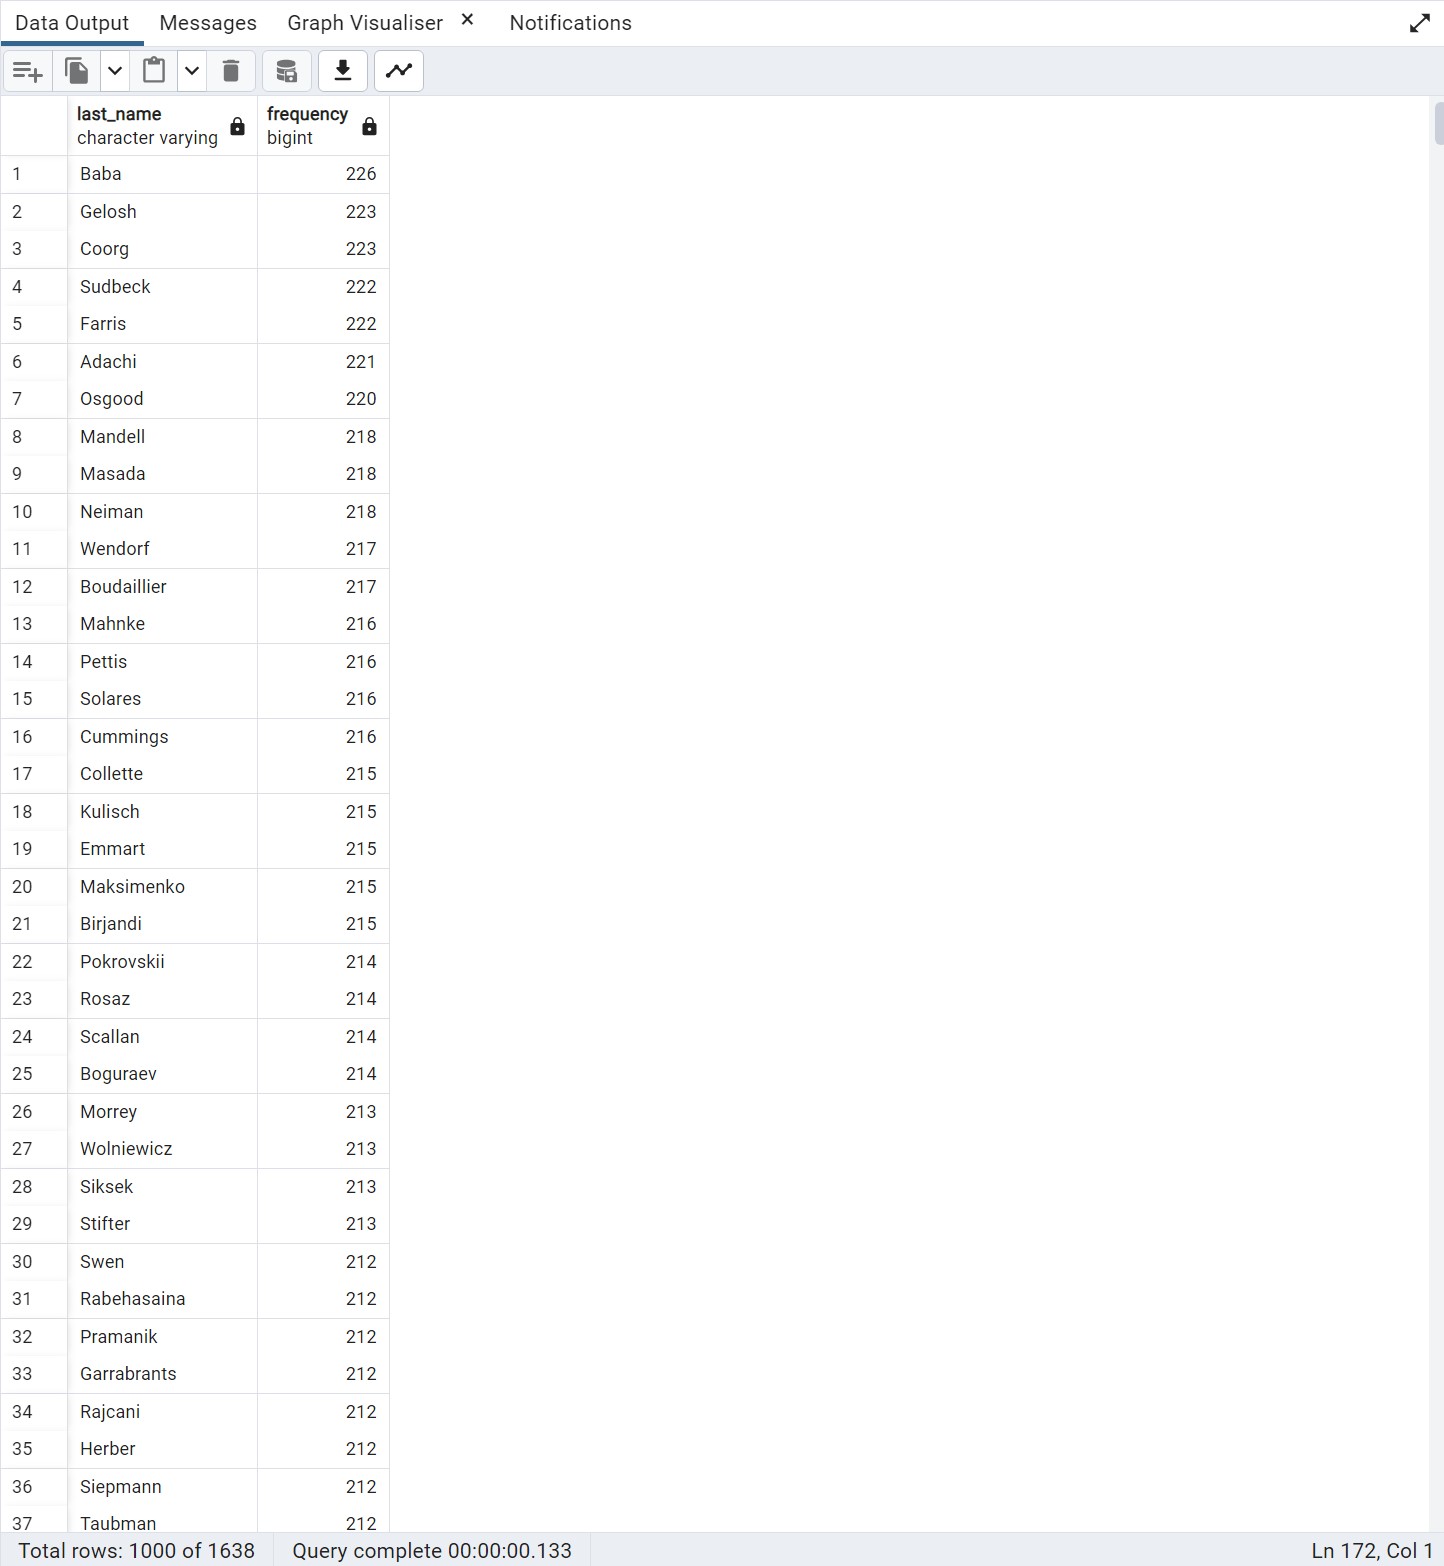 Data Output Messages Graph Visualiser × Notifications
last_name frequency
character varying bigint
1 Baba 226
2 Gelosh 223
3 Coorg 223
4 Sudbeck 222
5 Farris 222
6 Adachi 221
7 Osgood 220
8 Mandell 218
9 Masada 218
10 Neiman 218
11 Wendorf 217
12 Boudaillier 217
13 Mahnke 216
14 Pettis 216
15 Solares 216
16 Cummings 216
17 Collette 215
18 Kulisch 215
19 Emmart 215
20 Maksimenko 215
21 Birjandi 215
22 Pokrovskii 214
23 Rosaz 214
24 Scallan 214
25 Boguraev 214
26 Morrey 213
27 Wolniewicz 213
28 Siksek 213
29 Stifter 213
30 Swen 212
31 Rabehasaina 212
32 Pramanik 212
33 Garrabrants 212
34 Rajcani 212
35 Herber 212
36 Siepmann 212
37 Taubman 212
Total rows: 1000 of 1638 Query complete 00:00:00.133 Ln 172, Col 1